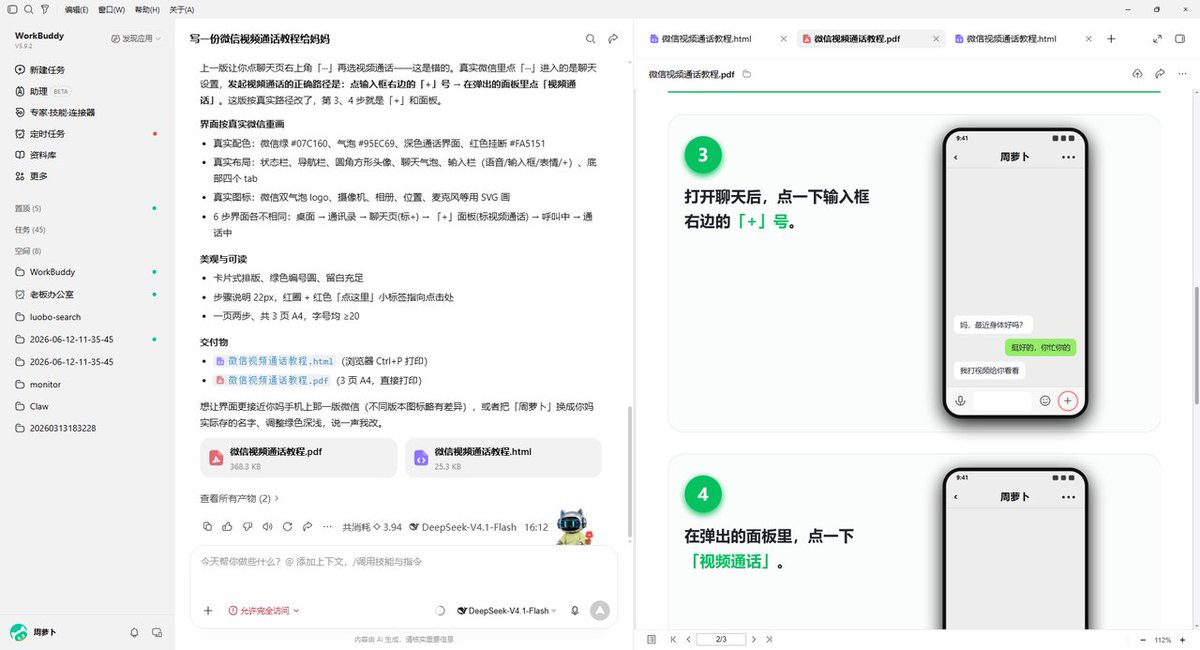 编辑(E) 窗口(W) 帮助(H) 关于(A)
WorkBuddy
v5.9.2
发现应用
新建任务
助理 BETA
专家·技能·连接器
定时任务
资料库
更多
置顶 (5)
任务 (45)
空间 (8)
WorkBuddy
老板办公室
luobo-search
2026-06-12-11-35-45
2026-06-12-11-35-45
monitor
Claw
20260313183228
周萝卜
写一份微信视频通话教程给妈妈
上一版让你点聊天页右上角「···」再选视频通话——这是错的。真实微信里点「···」进入的是聊天
设置，发起视频通话的正确路径是：点输入框右边的「+」号 → 在弹出的面板里点「视频通
话」。这版按真实路径改了，第 3、4 步就是「+」和面板。
界面按真实微信重画
• 真实配色：微信绿 #07C160、气泡 #95EC69、深色通话界面、红色挂断 #FA5151
• 真实布局：状态栏、导航栏、圆角方形头像、聊天气泡、输入栏（语音/输入框/表情/+）、底
部四个 tab
• 真实图标：微信双气泡 logo、摄像机、相册、位置、麦克风等用 SVG 画
• 6 步界面各不相同：桌面 → 通讯录 → 聊天页(标+) → 「+」面板(标视频通话) → 呼叫中 → 通
话中
美观与可读
• 卡片式排版、绿色编号圆、留白充足
• 步骤说明 22px，红圈 + 红色「点这里」小标签指向点击处
• 一页两步、共 3 页 A4，字号均 ≥20
交付物
• 微信视频通话教程.html（浏览器 Ctrl+P 打印）
• 微信视频通话教程.pdf（3 页 A4，直接打印）
想让界面更接近你妈手机上那一版微信（不同版本图标略有差异），或者把「周萝卜」换成你妈
实际存的名字、调整绿色深浅，说一声我改。
微信视频通话教程.pdf
368.3 KB
微信视频通话教程.html
25.3 KB
查看所有产物 (2)
共消耗 3.94 DeepSeek-V4.1-Flash 16:12
今天帮你做些什么？@ 添加上下文，/调用技能与指令
允许完全访问
DeepSeek-V4.1-Flash
内容由 AI 生成，请核实重要信息
微信视频通话教程.html
微信视频通话教程.pdf
微信视频通话教程.html
微信视频通话教程.pdf
3
打开聊天后，点一下输入框
右边的「+」号。
9:41
周萝卜
妈，最近身体好吗？
挺好的，你忙你的
我打视频给你看看
4
在弹出的面板里，点一下
「视频通话」。
9:41
周萝卜
2/3
112%